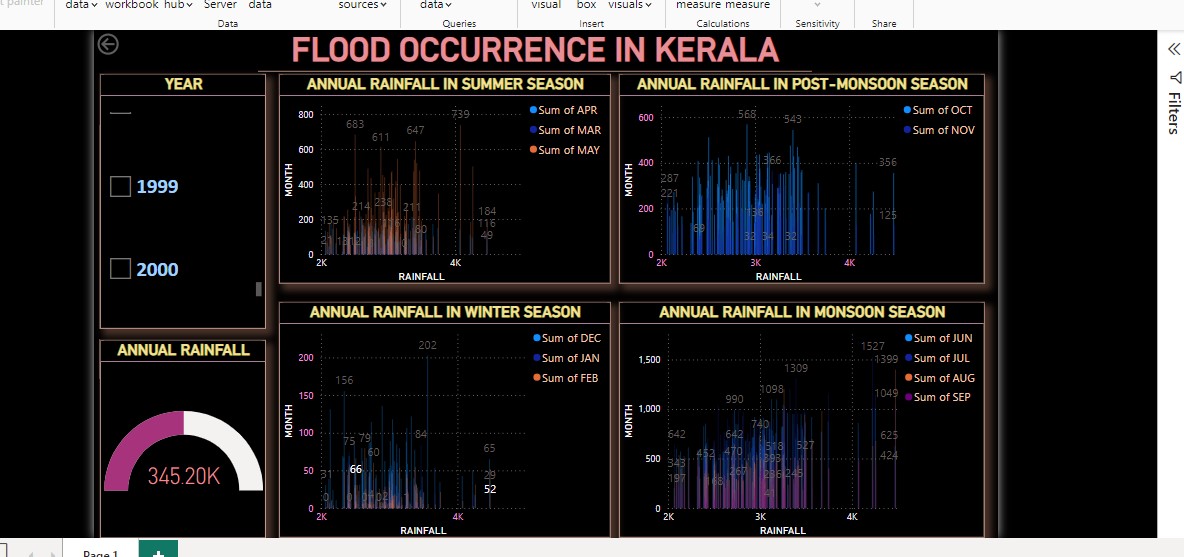 t painter
data
workbook
hub
Server
data
sources
data
visual
box
visuals
measure
measure
Data
Queries
Insert
Calculations
Sensitivity
Share
FLOOD OCCURRENCE IN KERALA
YEAR
1999
2000
ANNUAL RAINFALL
345.20K
ANNUAL RAINFALL IN SUMMER SEASON
Sum of APR
Sum of MAR
Sum of MAY
MONTH
800
600
400
200
0
739
683
647
611
214
238
211
135
184
116
49
80
2K
4K
RAINFALL
ANNUAL RAINFALL IN POST-MONSOON SEASON
Sum of OCT
Sum of NOV
MONTH
600
400
200
0
568
543
366
356
287
221
125
69
32
34
32
2K
3K
4K
RAINFALL
ANNUAL RAINFALL IN WINTER SEASON
Sum of DEC
Sum of JAN
Sum of FEB
MONTH
200
150
100
50
0
202
156
75
79
84
60
65
66
31
29
52
0
2K
4K
RAINFALL
ANNUAL RAINFALL IN MONSOON SEASON
Sum of JUN
Sum of JUL
Sum of AUG
Sum of SEP
MONTH
1,500
1,000
500
0
1527
1399
1309
1098
1049
990
740
642
642
625
518
527
452
470
424
343
393
267
236
245
197
168
2K
3K
4K
RAINFALL
Filters
Page 1
+